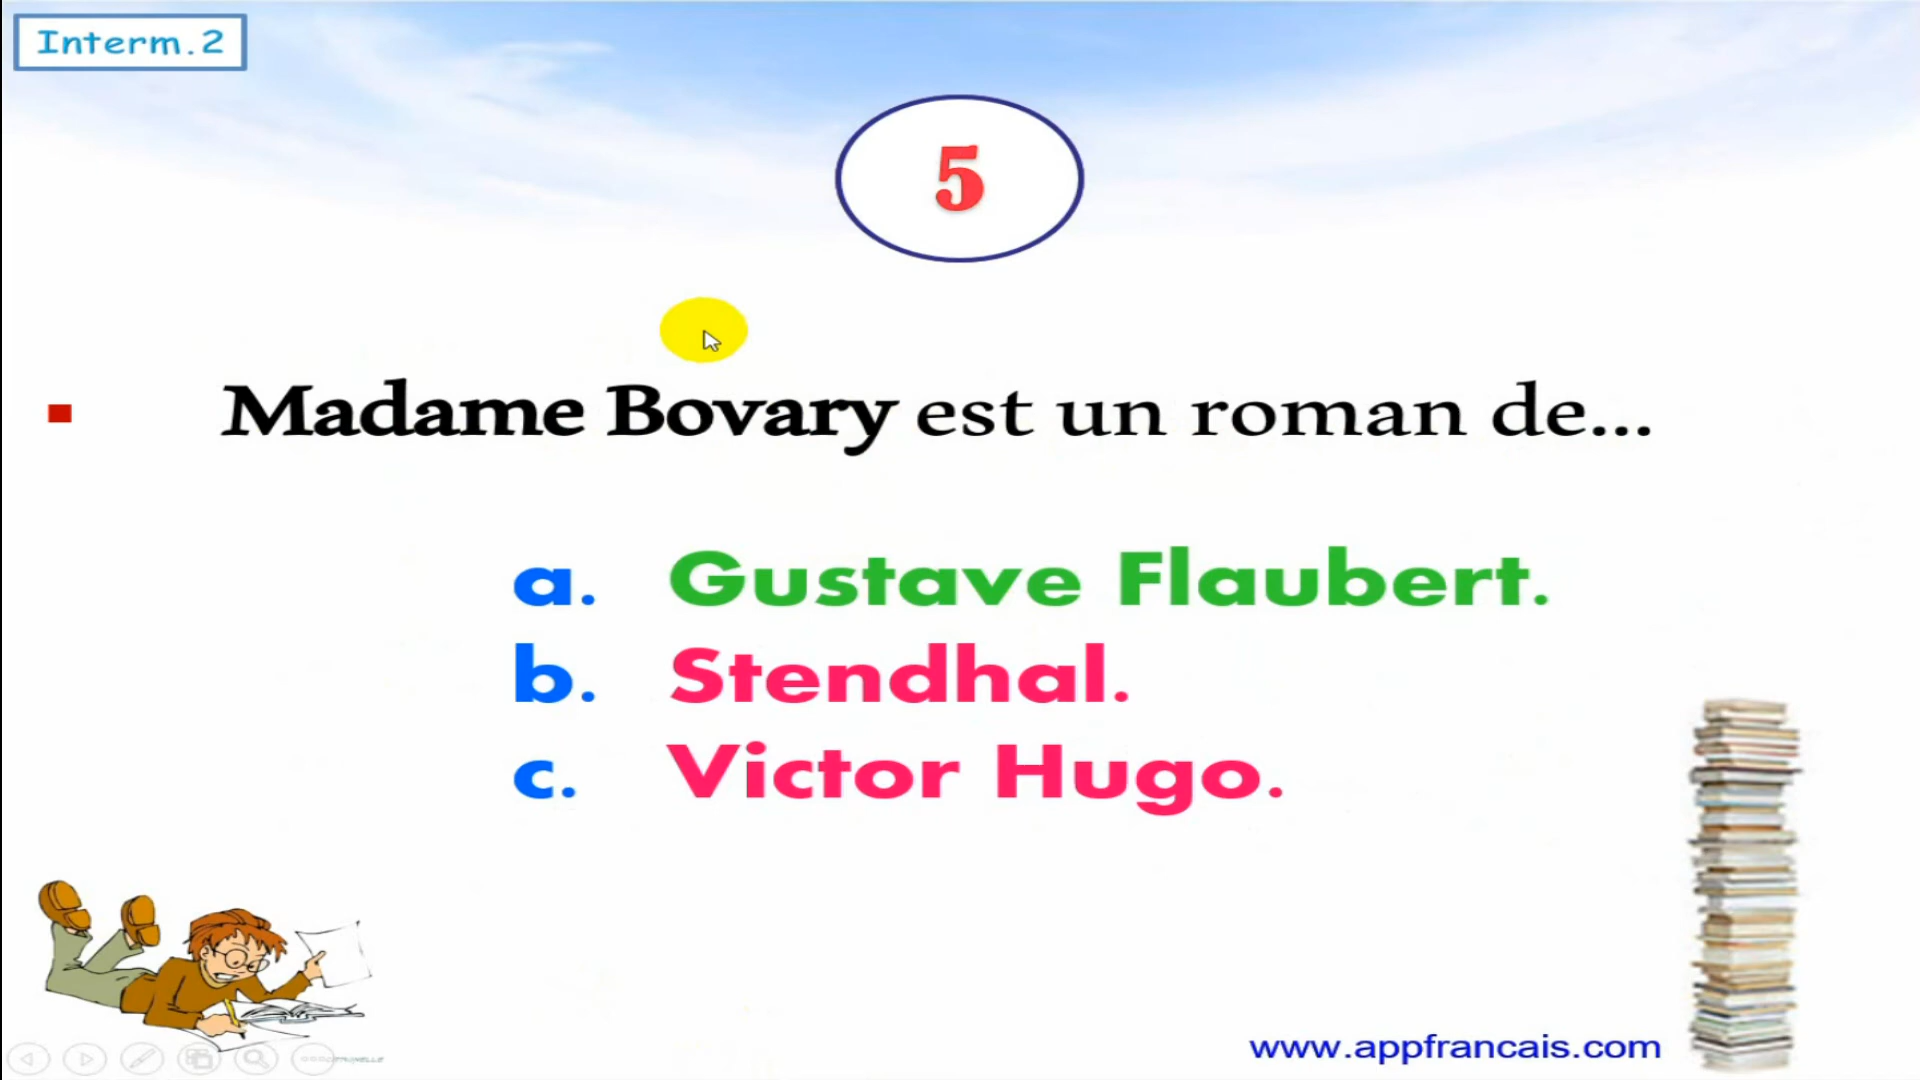 Interm.2
5
Madame Bovary est un roman de...
a. Gustave Flaubert.
b. Stendhal.
c. Victor Hugo.
www.appfrancais.com